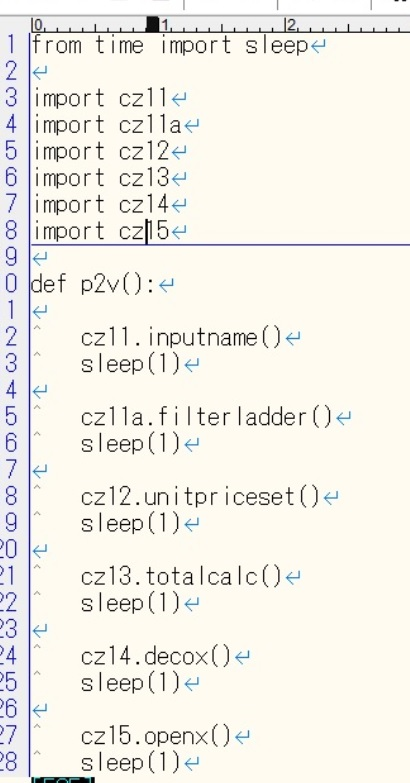 0 1 2
1 from time import sleep↵
2 ↵
3 import cz11↵
4 import cz11a↵
5 import cz12↵
6 import cz13↵
7 import cz14↵
8 import cz15↵
9 ↵
0 def p2v():↵
1 ↵
2 ^   cz11.inputname()↵
3 ^   sleep(1)↵
4 ↵
5 ^   cz11a.filterladder()↵
6 ^   sleep(1)↵
7 ↵
8 ^   cz12.unitpriceset()↵
9 ^   sleep(1)↵
20 ↵
21 ^   cz13.totalcalc()↵
22 ^   sleep(1)↵
23 ↵
24 ^   cz14.decox()↵
25 ^   sleep(1)↵
26 ↵
27 ^   cz15.openx()↵
28 ^   sleep(1)↵